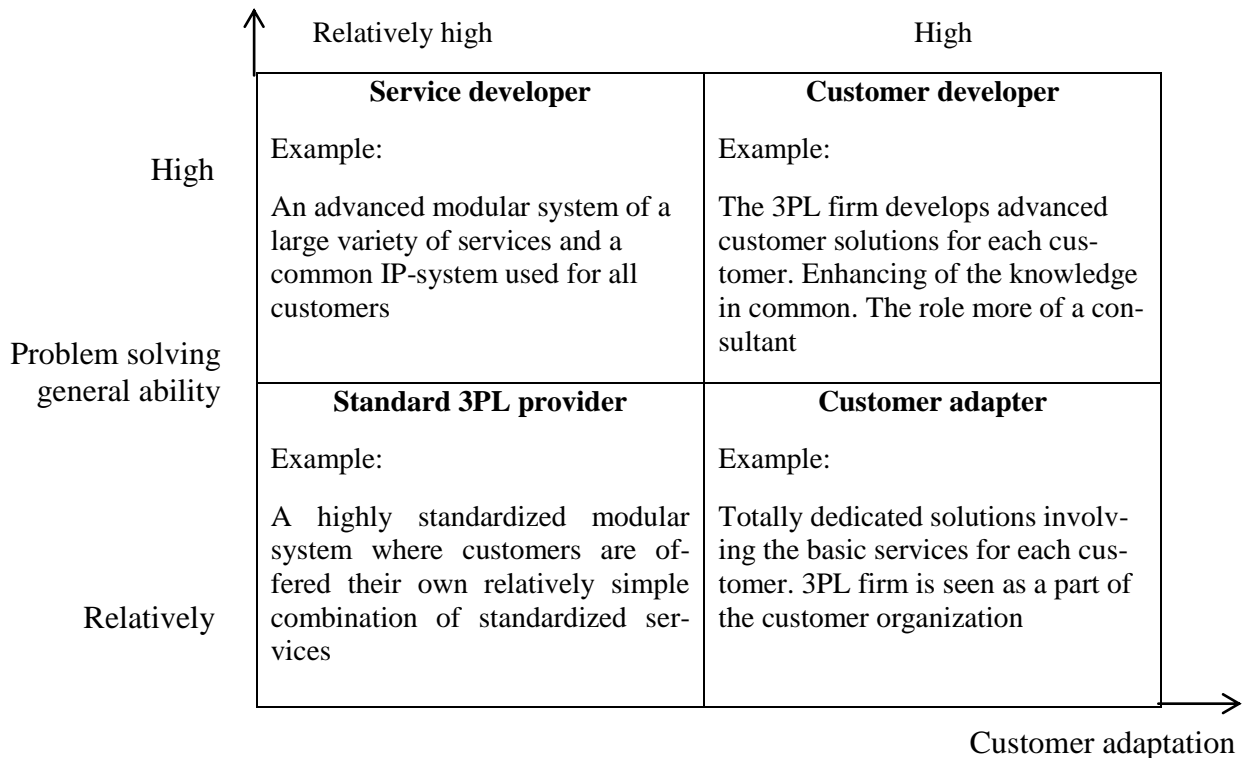 Relatively high
High
Service developer
Example:
An advanced modular system of a
large variety of services and a
common IP-system used for all
customers
Customer developer
Example:
The 3PL firm develops advanced
customer solutions for each cus-
tomer. Enhancing of the knowledge
in common. The role more of a con-
sultant
High
Problem solving
general ability
Standard 3PL provider
Example:
A highly standardized modular
system where customers are of-
fered their own relatively simple
combination of standardized ser-
vices
Customer adapter
Example:
Totally dedicated solutions involv-
ing the basic services for each cus-
tomer. 3PL firm is seen as a part of
the customer organization
Relatively
Customer adaptation